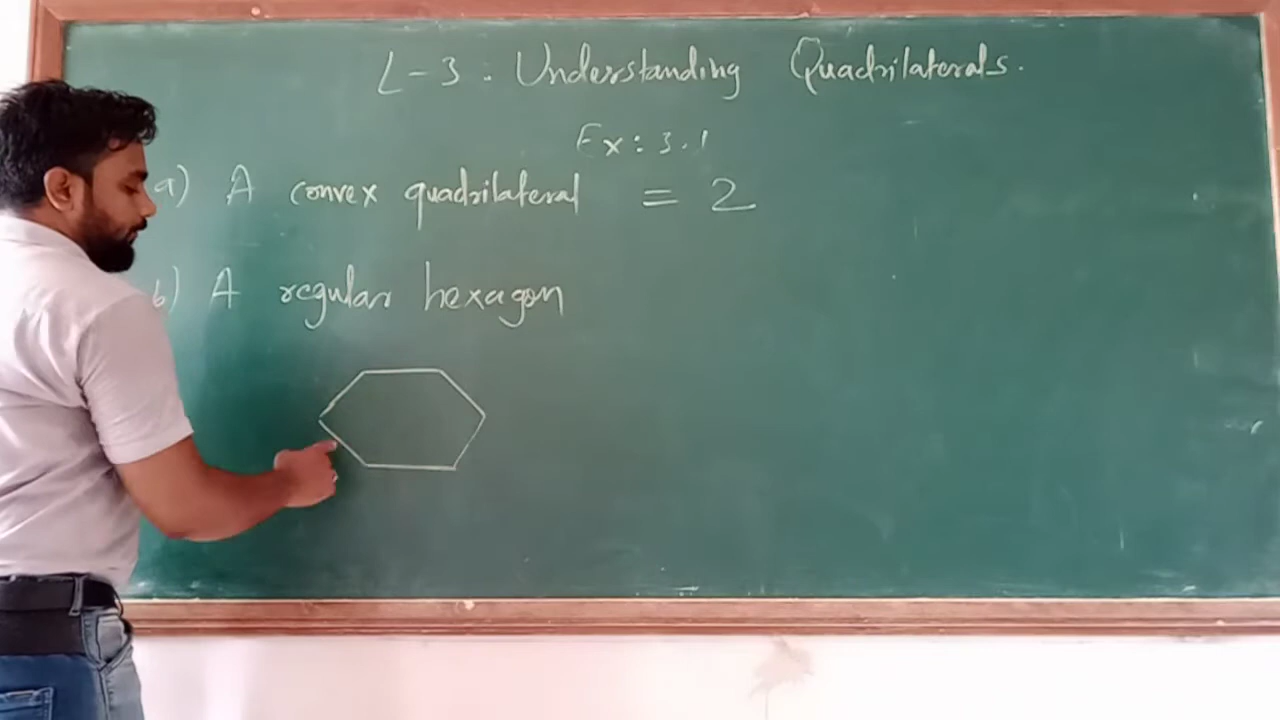 L-3: Understanding Quadrilaterals.
Ex: 3.1
a) A convex quadrilateral = 2
b) A regular hexagon